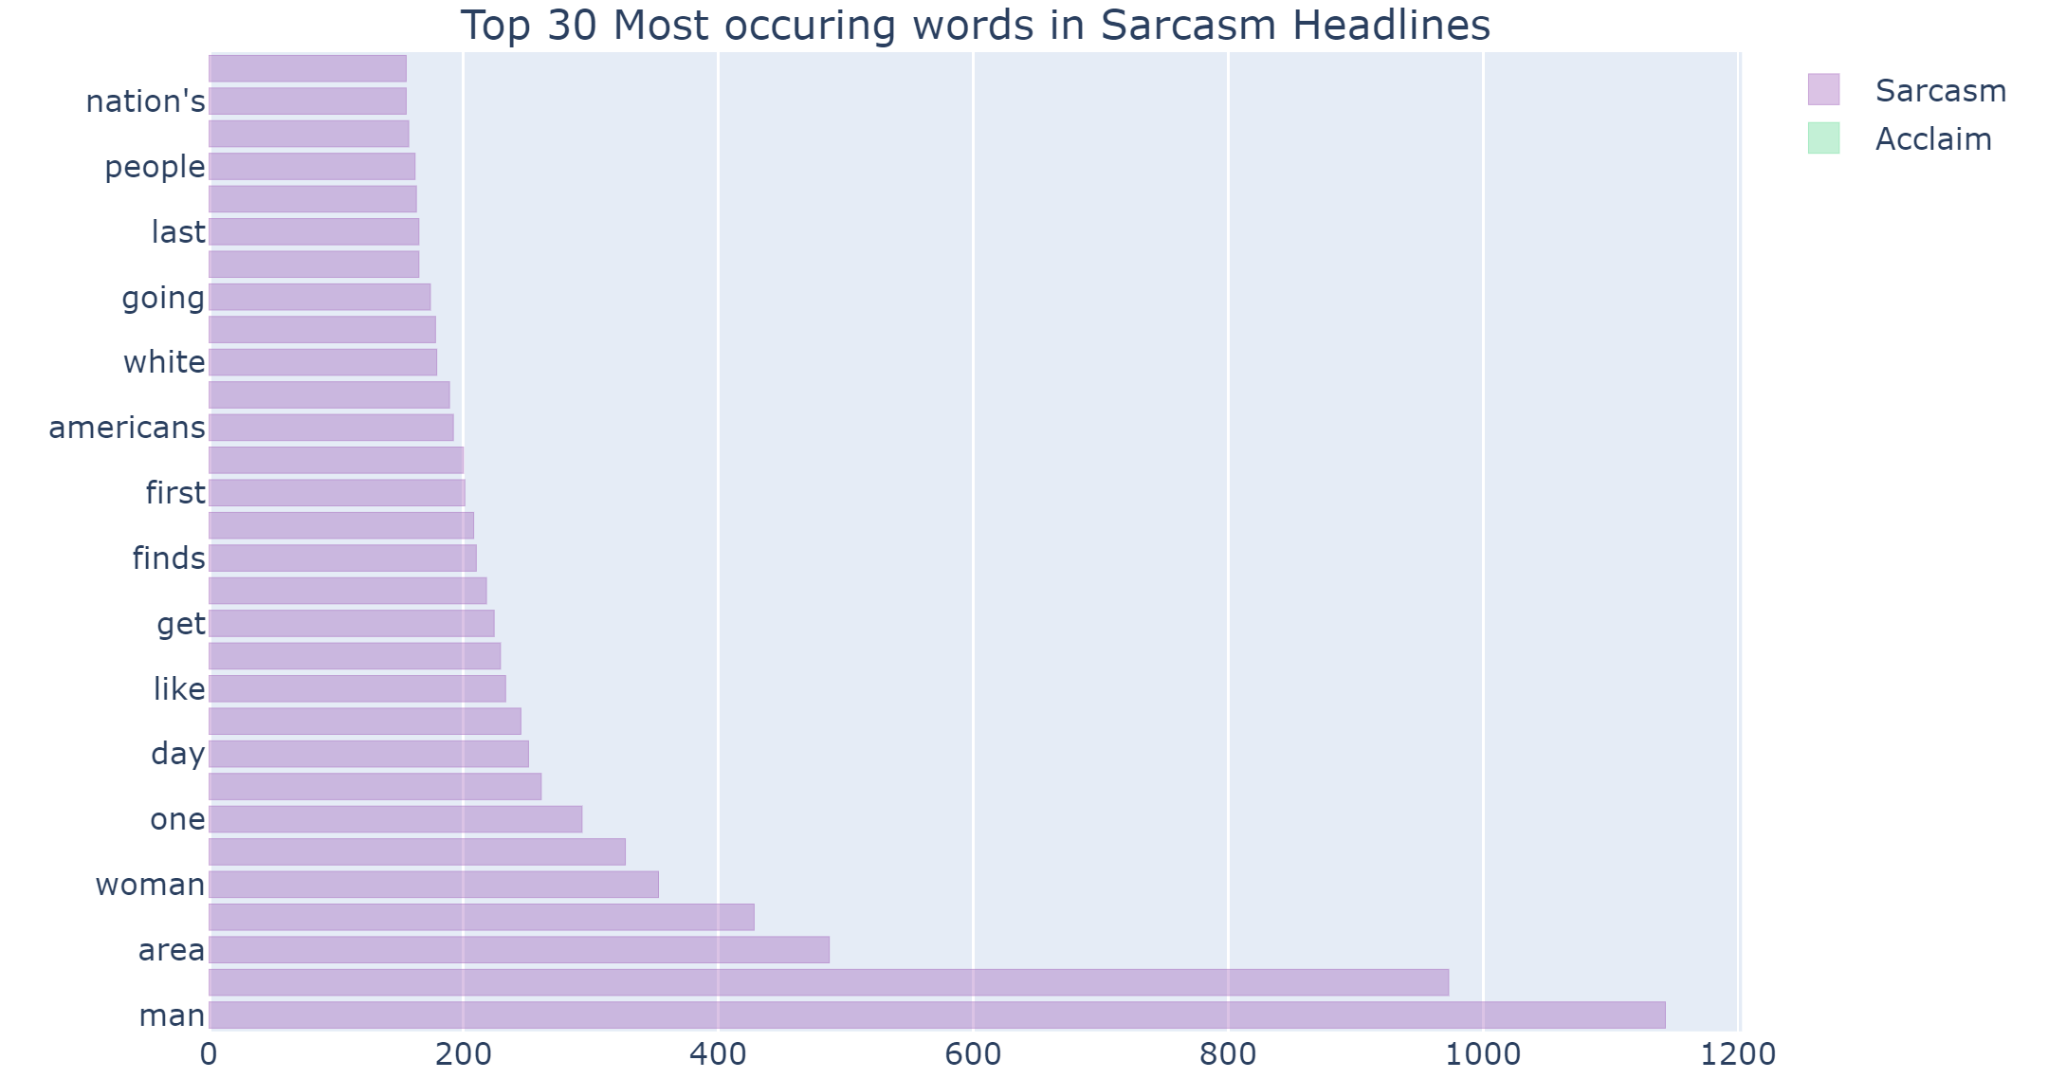 Top 30 Most occuring words in Sarcasm Headlines
Sarcasm
Acclaim
nation's
people
last
going
white
americans
first
finds
get
like
day
one
woman
area
man
0 200 400 600 800 1000 1200